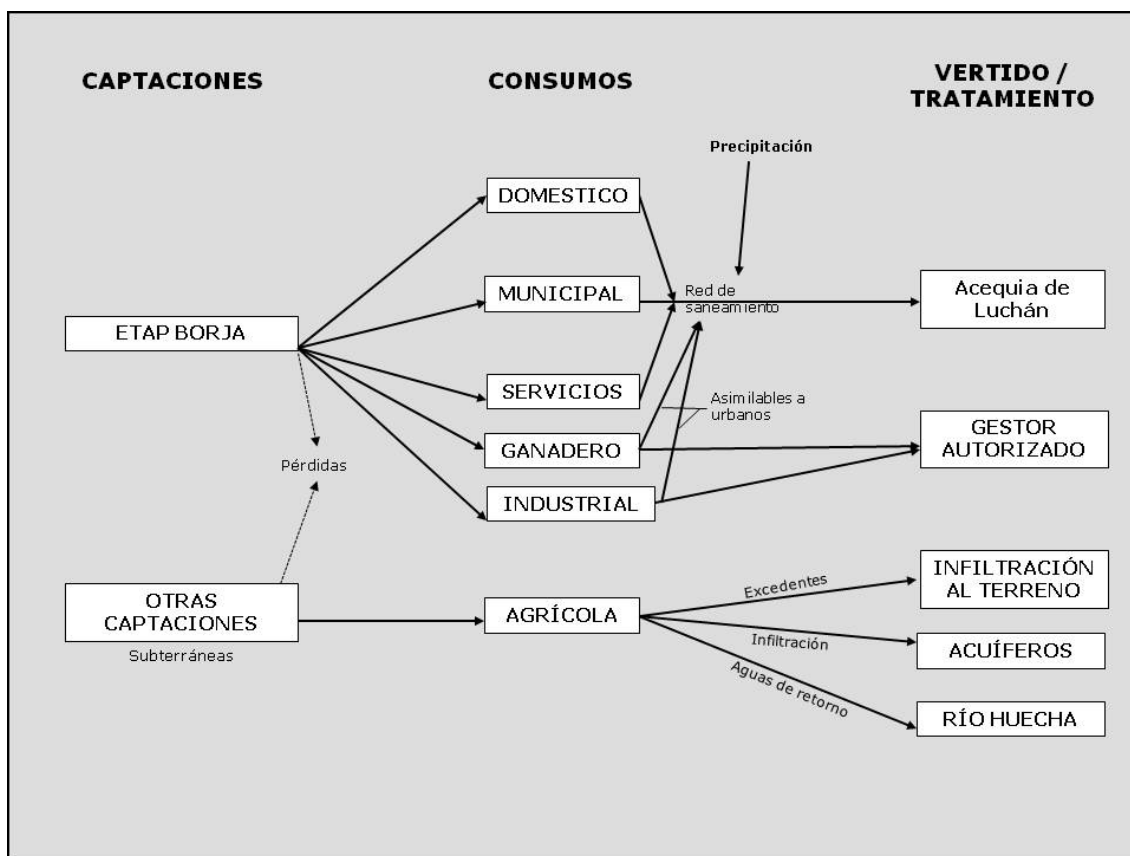 CAPTACIONES
CONSUMOS
VERTIDO /
TRATAMIENTO
Precipitación
DOMESTICO
MUNICIPAL
Red de
saneamiento
Acequia de
Luchán
ETAP BORJA
SERVICIOS
Asimilables a
urbanos
GANADERO
GESTOR
AUTORIZADO
Pérdidas
INDUSTRIAL
OTRAS
CAPTACIONES
Subterráneas
AGRÍCOLA
Excedentes
INFILTRACIÓN
AL TERRENO
Infiltración
ACUÍFEROS
Aguas de retorno
RÍO HUECHA